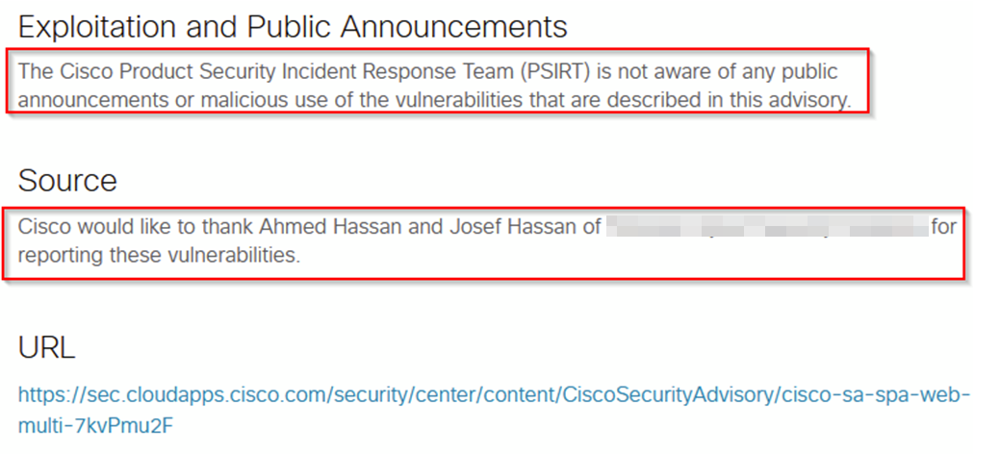 Exploitation and Public Announcements
The Cisco Product Security Incident Response Team (PSIRT) is not aware of any public
announcements or malicious use of the vulnerabilities that are described in this advisory.
Source
Cisco would like to thank Ahmed Hassan and Josef Hassan of for
reporting these vulnerabilities.
URL
https://sec.cloudapps.cisco.com/security/center/content/CiscoSecurityAdvisory/cisco-sa-spa-web-
multi-7kvPmu2F